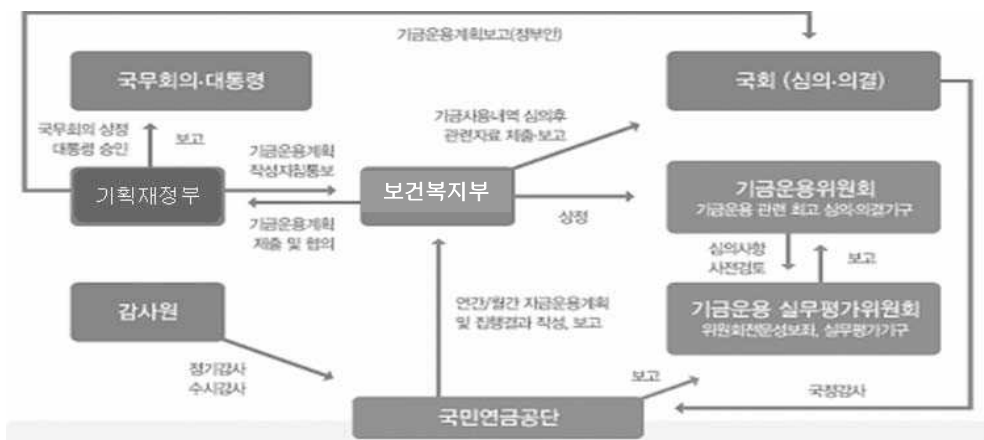 기금운용계획보고(정부안)
국무회의·대통령
국회 (심의·의결)
국무회의 상정
대통령 승인
보고
기금사용내역 심의후
관련자료 제출·보고
기금운용계획
작성지침통보
기획재정부
보건복지부
기금운용위원회
기금운용 관련 최고 심의·의결기구
상정
기금운용계획
제출 및 협의
심의사항
사전검토
보고
감사원
연간/월간 자금운용계획
및 집행결과 작성, 보고
기금운용 실무평가위원회
위원회전문성보좌, 실무평가기구
정기감사
수시감사
보고
국정감사
국민연금공단